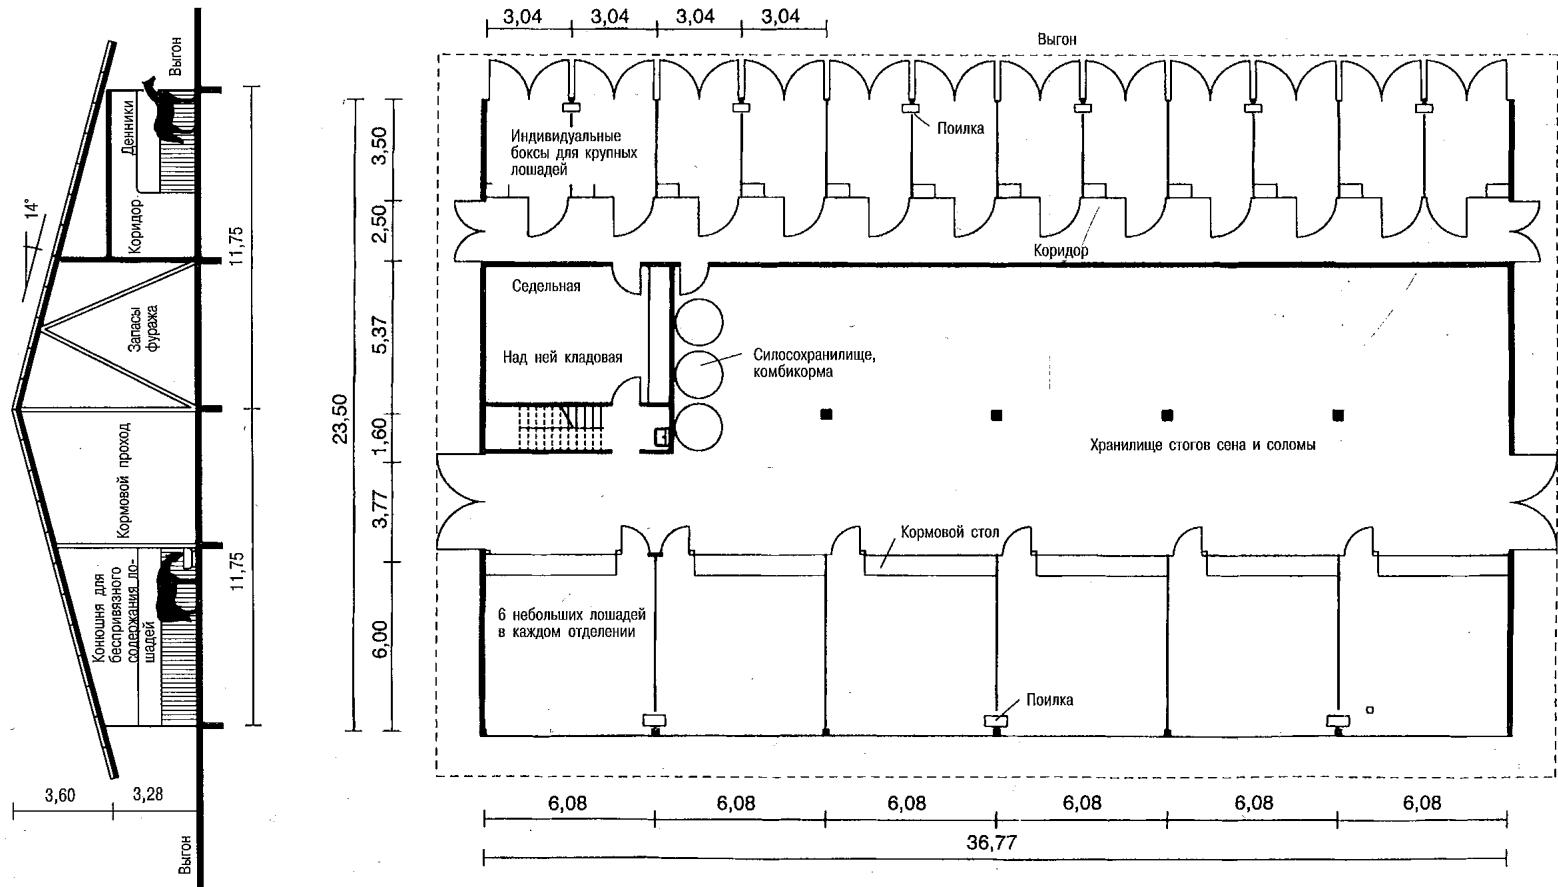 3,04
3,04
3,04
3,04
Выгон
Индивидуальные
боксы для крупных
лошадей
Поилка
Коридор
Седельная
Над ней кладовая
Силосохранилище,
комбикорма
Хранилище стогов сена и соломы
Кормовой стол
6 небольших лошадей
в каждом отделении
Поилка
3,50
2,50
5,37
1.60
3,77
6,00
23,50
6,08
6,08
6,08
6,08
6,08
6,08
36,77
Выгон
Денники
Коридор
14°
11,75
Запасы
фуража
Кормовой проход
11,75
Конюшня для
беспривязного
содержания ло-
шадей
3,60
3,28
Выгон